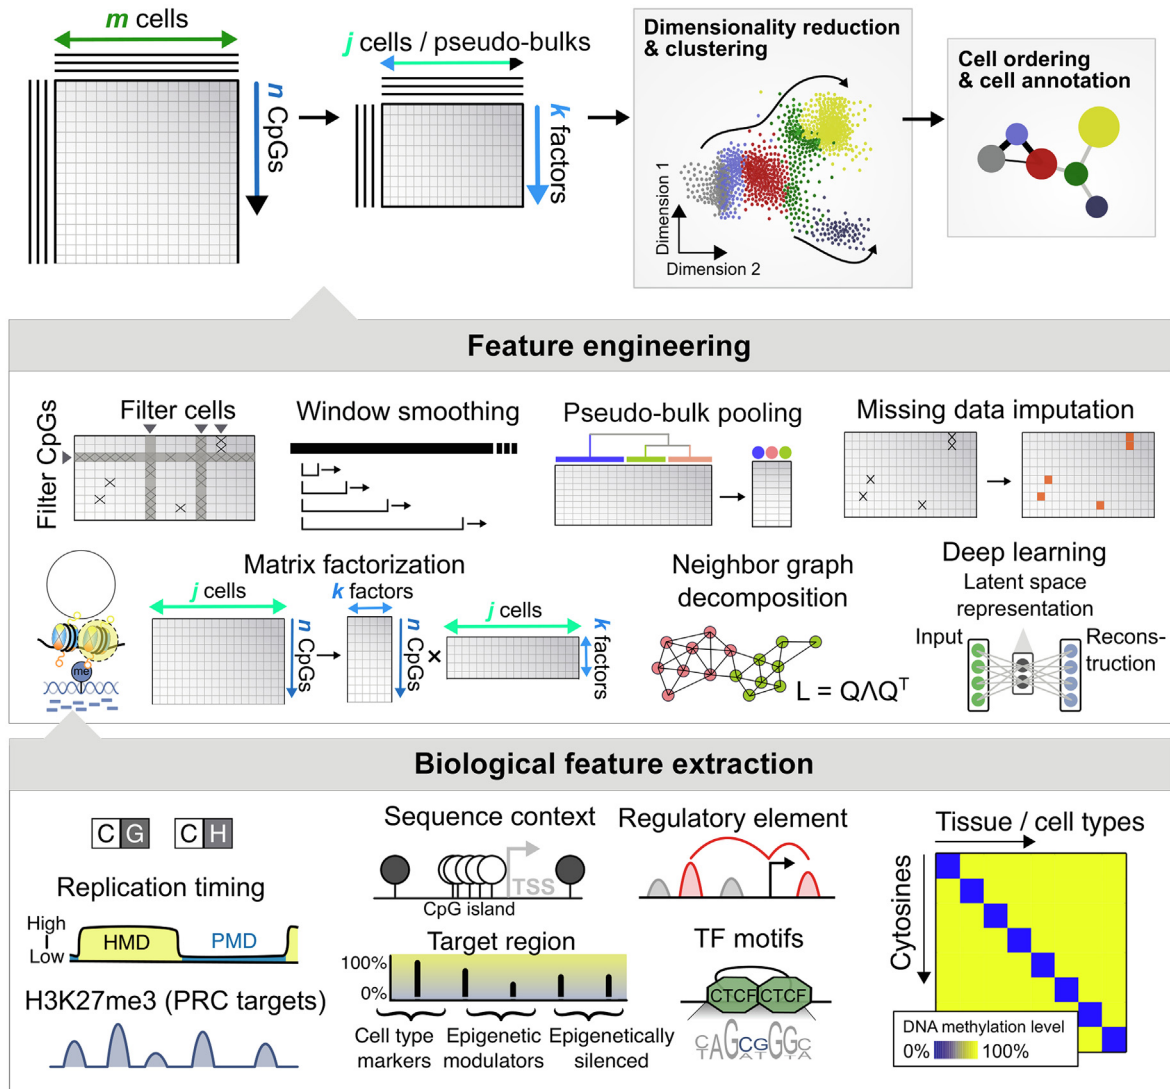 m cells
n CpGs
j cells / pseudo-bulks
k factors
Dimensionality reduction
& clustering
Dimension 1
Dimension 2
Cell ordering
& cell annotation
Feature engineering
Filter cells
Filter CpGs
Window smoothing
Pseudo-bulk pooling
Missing data imputation
me
Matrix factorization
j cells
n CpGs
k factors
n CpGs
×
j cells
k factors
Neighbor graph
decomposition
L = QΛQᵀ
Deep learning
Latent space
representation
Input
Recons-
truction
Biological feature extraction
C G
C H
Replication timing
High
Low
HMD
PMD
H3K27me3 (PRC targets)
Sequence context
TSS
CpG island
Target region
100%
0%
Cell type
markers
Epigenetic
modulators
Epigenetically
silenced
Regulatory element
TF motifs
CTCF CTCF
CAGCGGGC
TATTA
Tissue / cell types
Cytosines
DNA methylation level
0%
100%